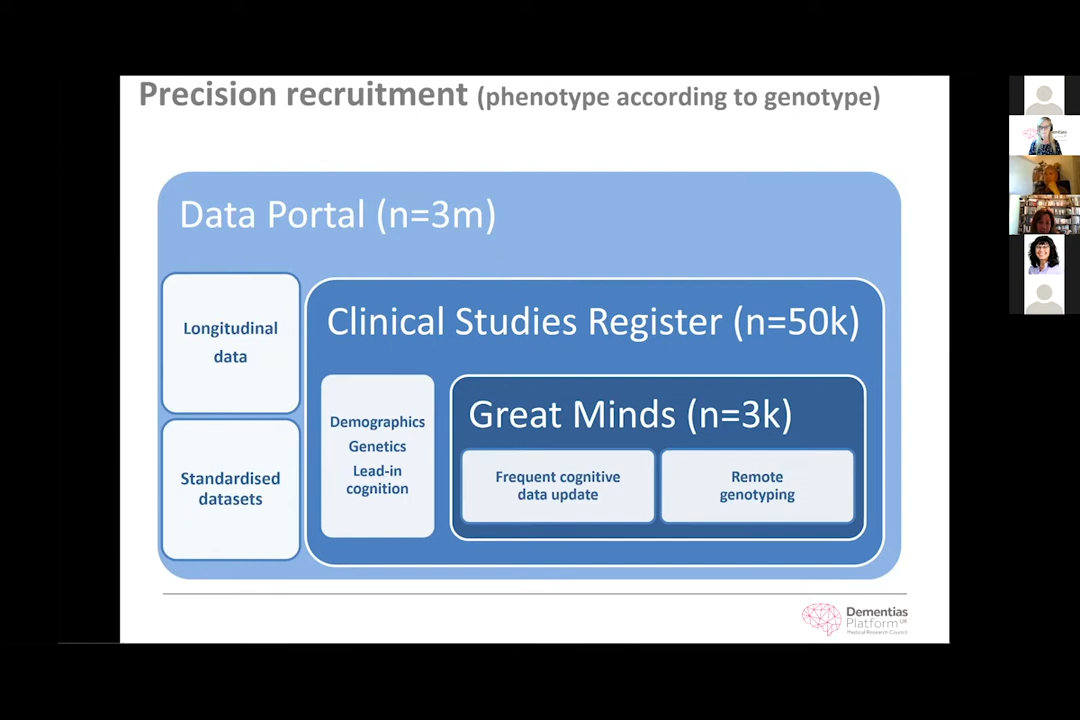 Precision recruitment (phenotype according to genotype)
Data Portal (n=3m)
Longitudinal
data
Standardised
datasets
Clinical Studies Register (n=50k)
Demographics
Genetics
Lead-in
cognition
Great Minds (n=3k)
Frequent cognitive
data update
Remote
genotyping
Dementias
Platform UK
Medical Research Council